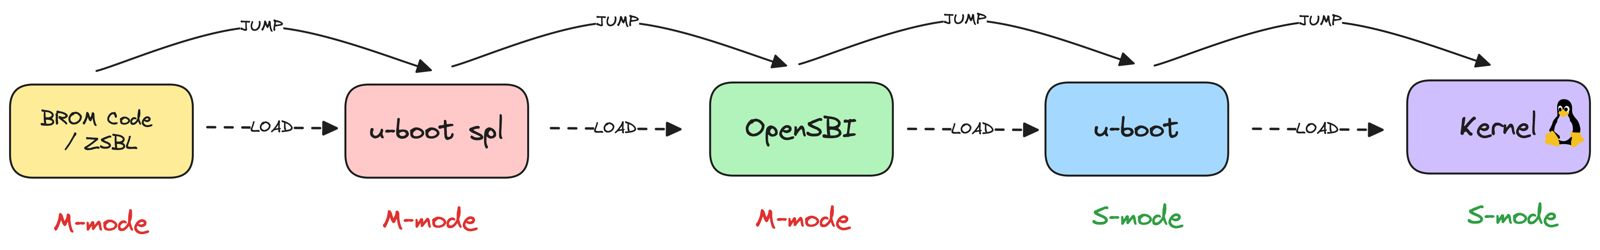 JUMP
JUMP
JUMP
JUMP
BROM Code
/ ZSBL
LOAD
u-boot spl
LOAD
OpenSBI
LOAD
u-boot
LOAD
Kernel
M-mode
M-mode
M-mode
S-mode
S-mode